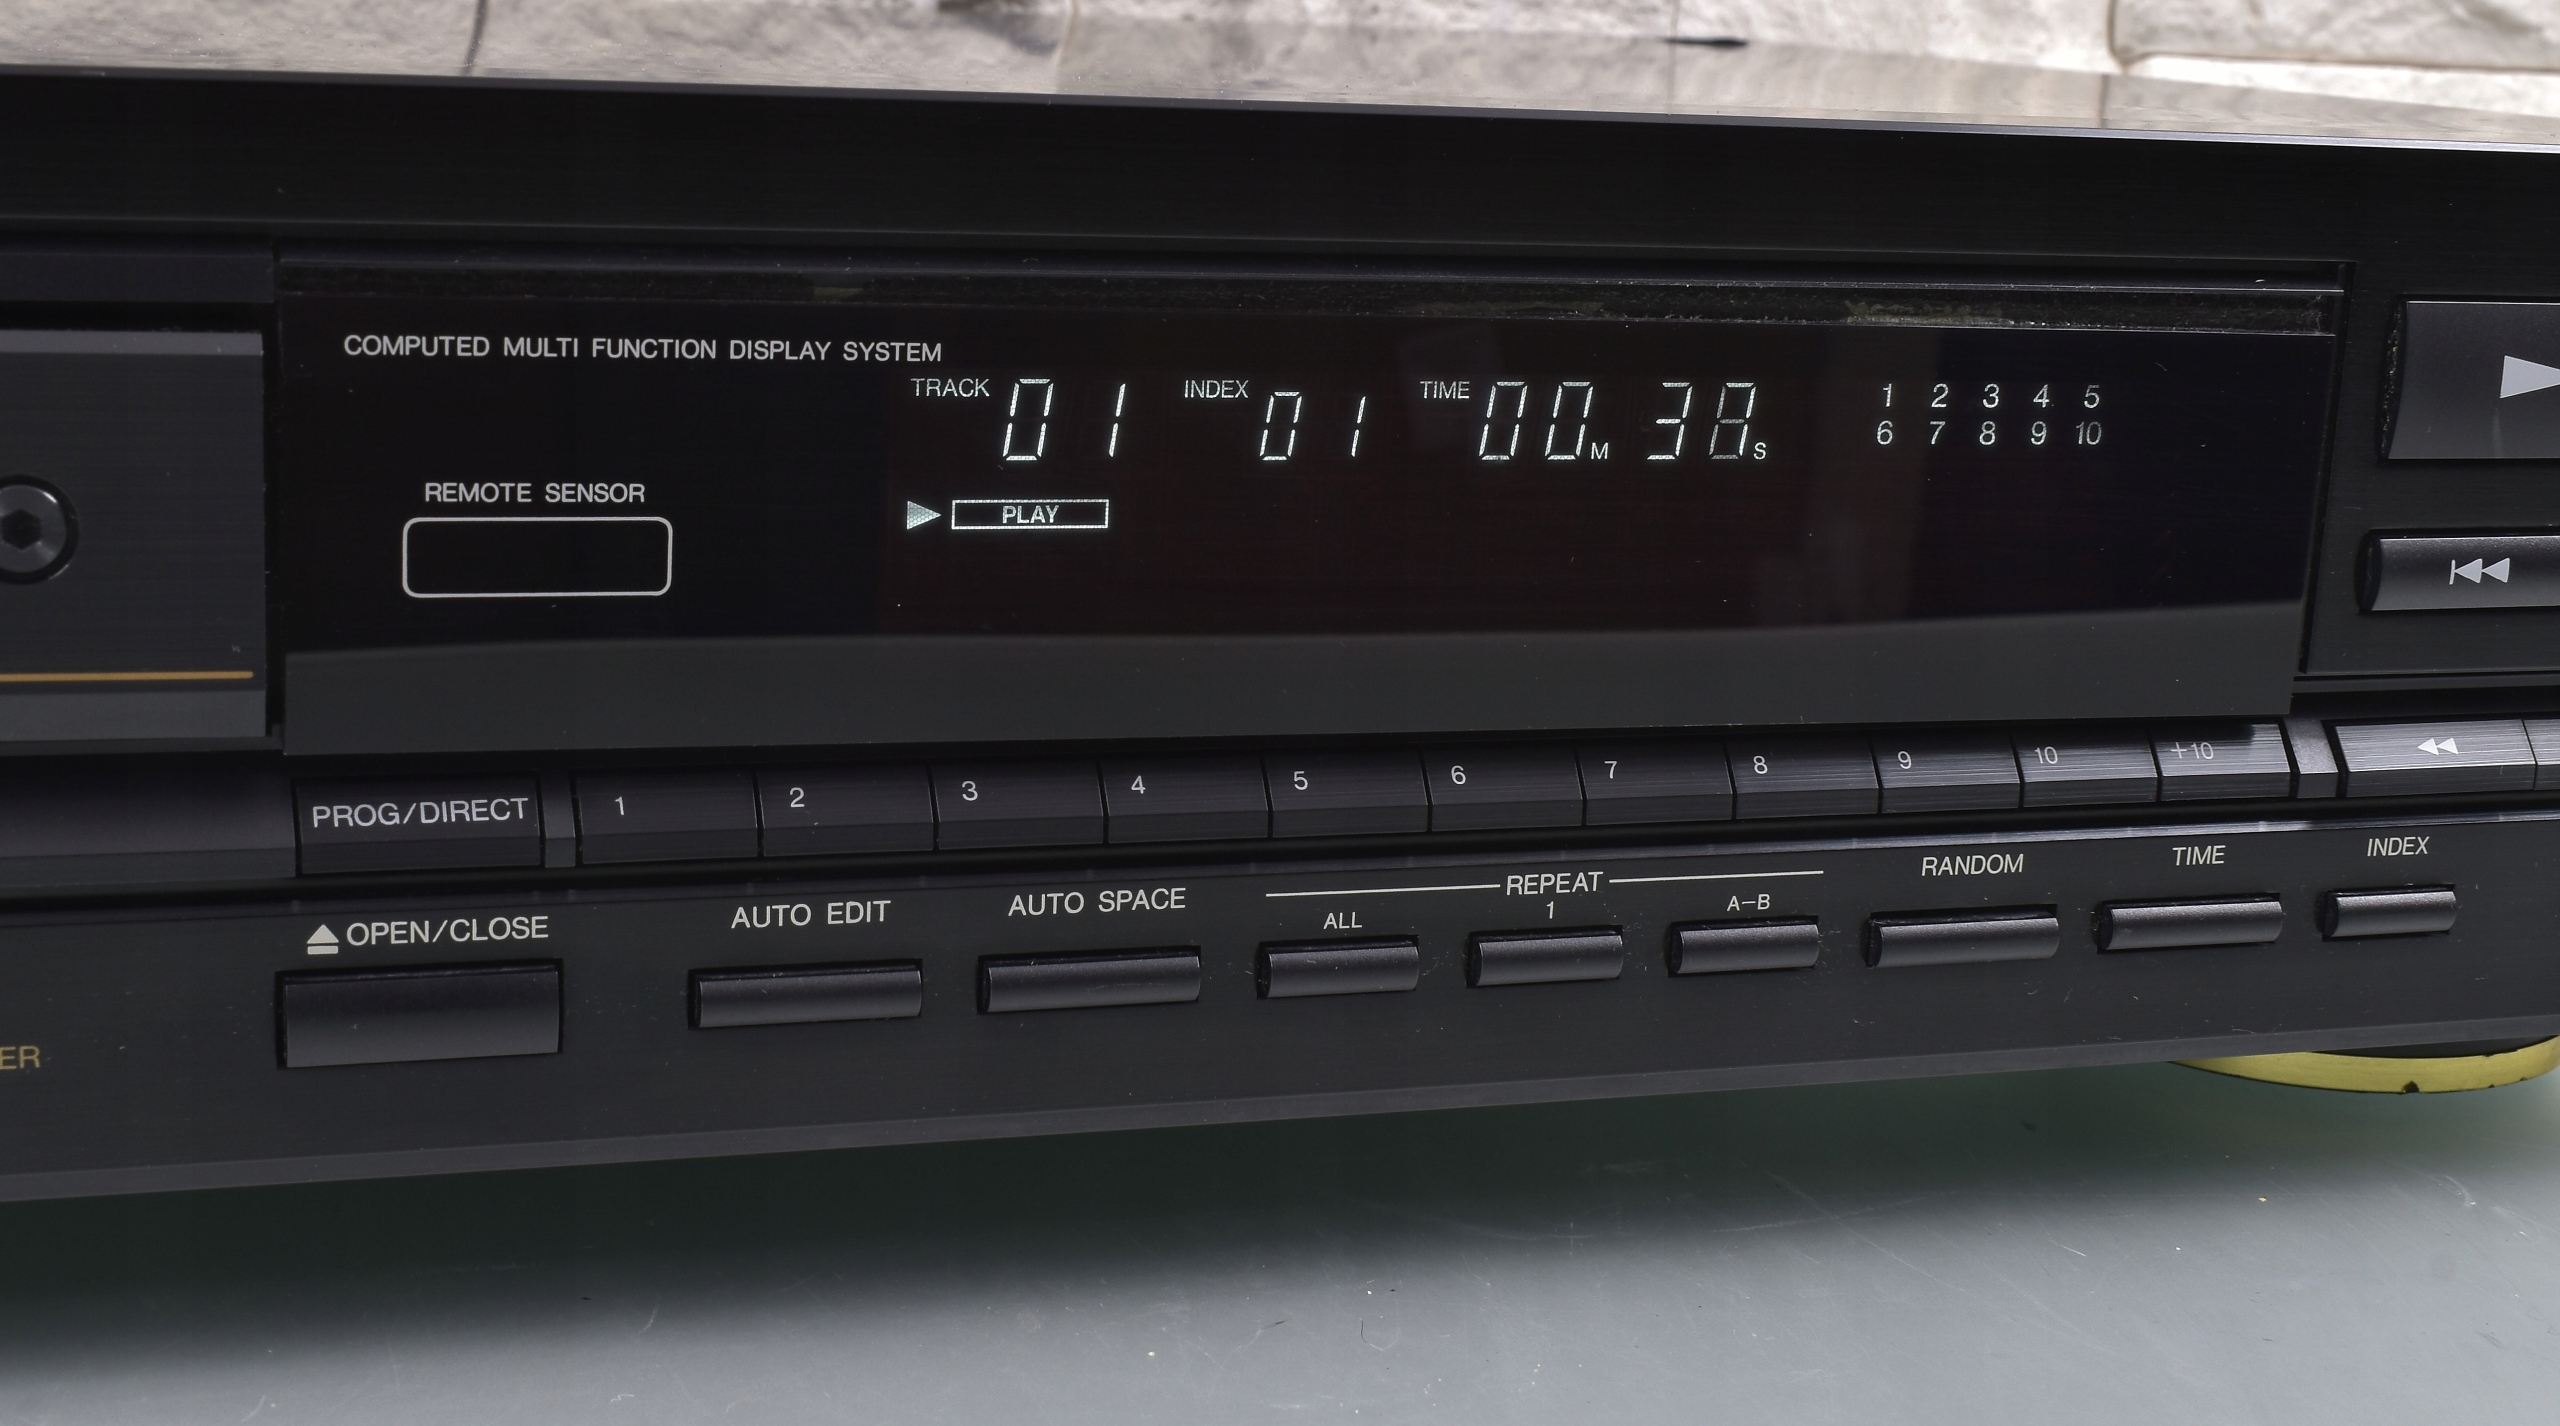 COMPUTED MULTI FUNCTION DISPLAY SYSTEM
TRACK 01 INDEX 01 TIME 00M 38S
1 2 3 4 5
6 7 8 9 10
REMOTE SENSOR
PLAY
PROG/DIRECT 1 2 3 4 5 6 7 8 9 10 +10
OPEN/CLOSE AUTO EDIT AUTO SPACE REPEAT RANDOM TIME INDEX
ALL 1 A-B
ER